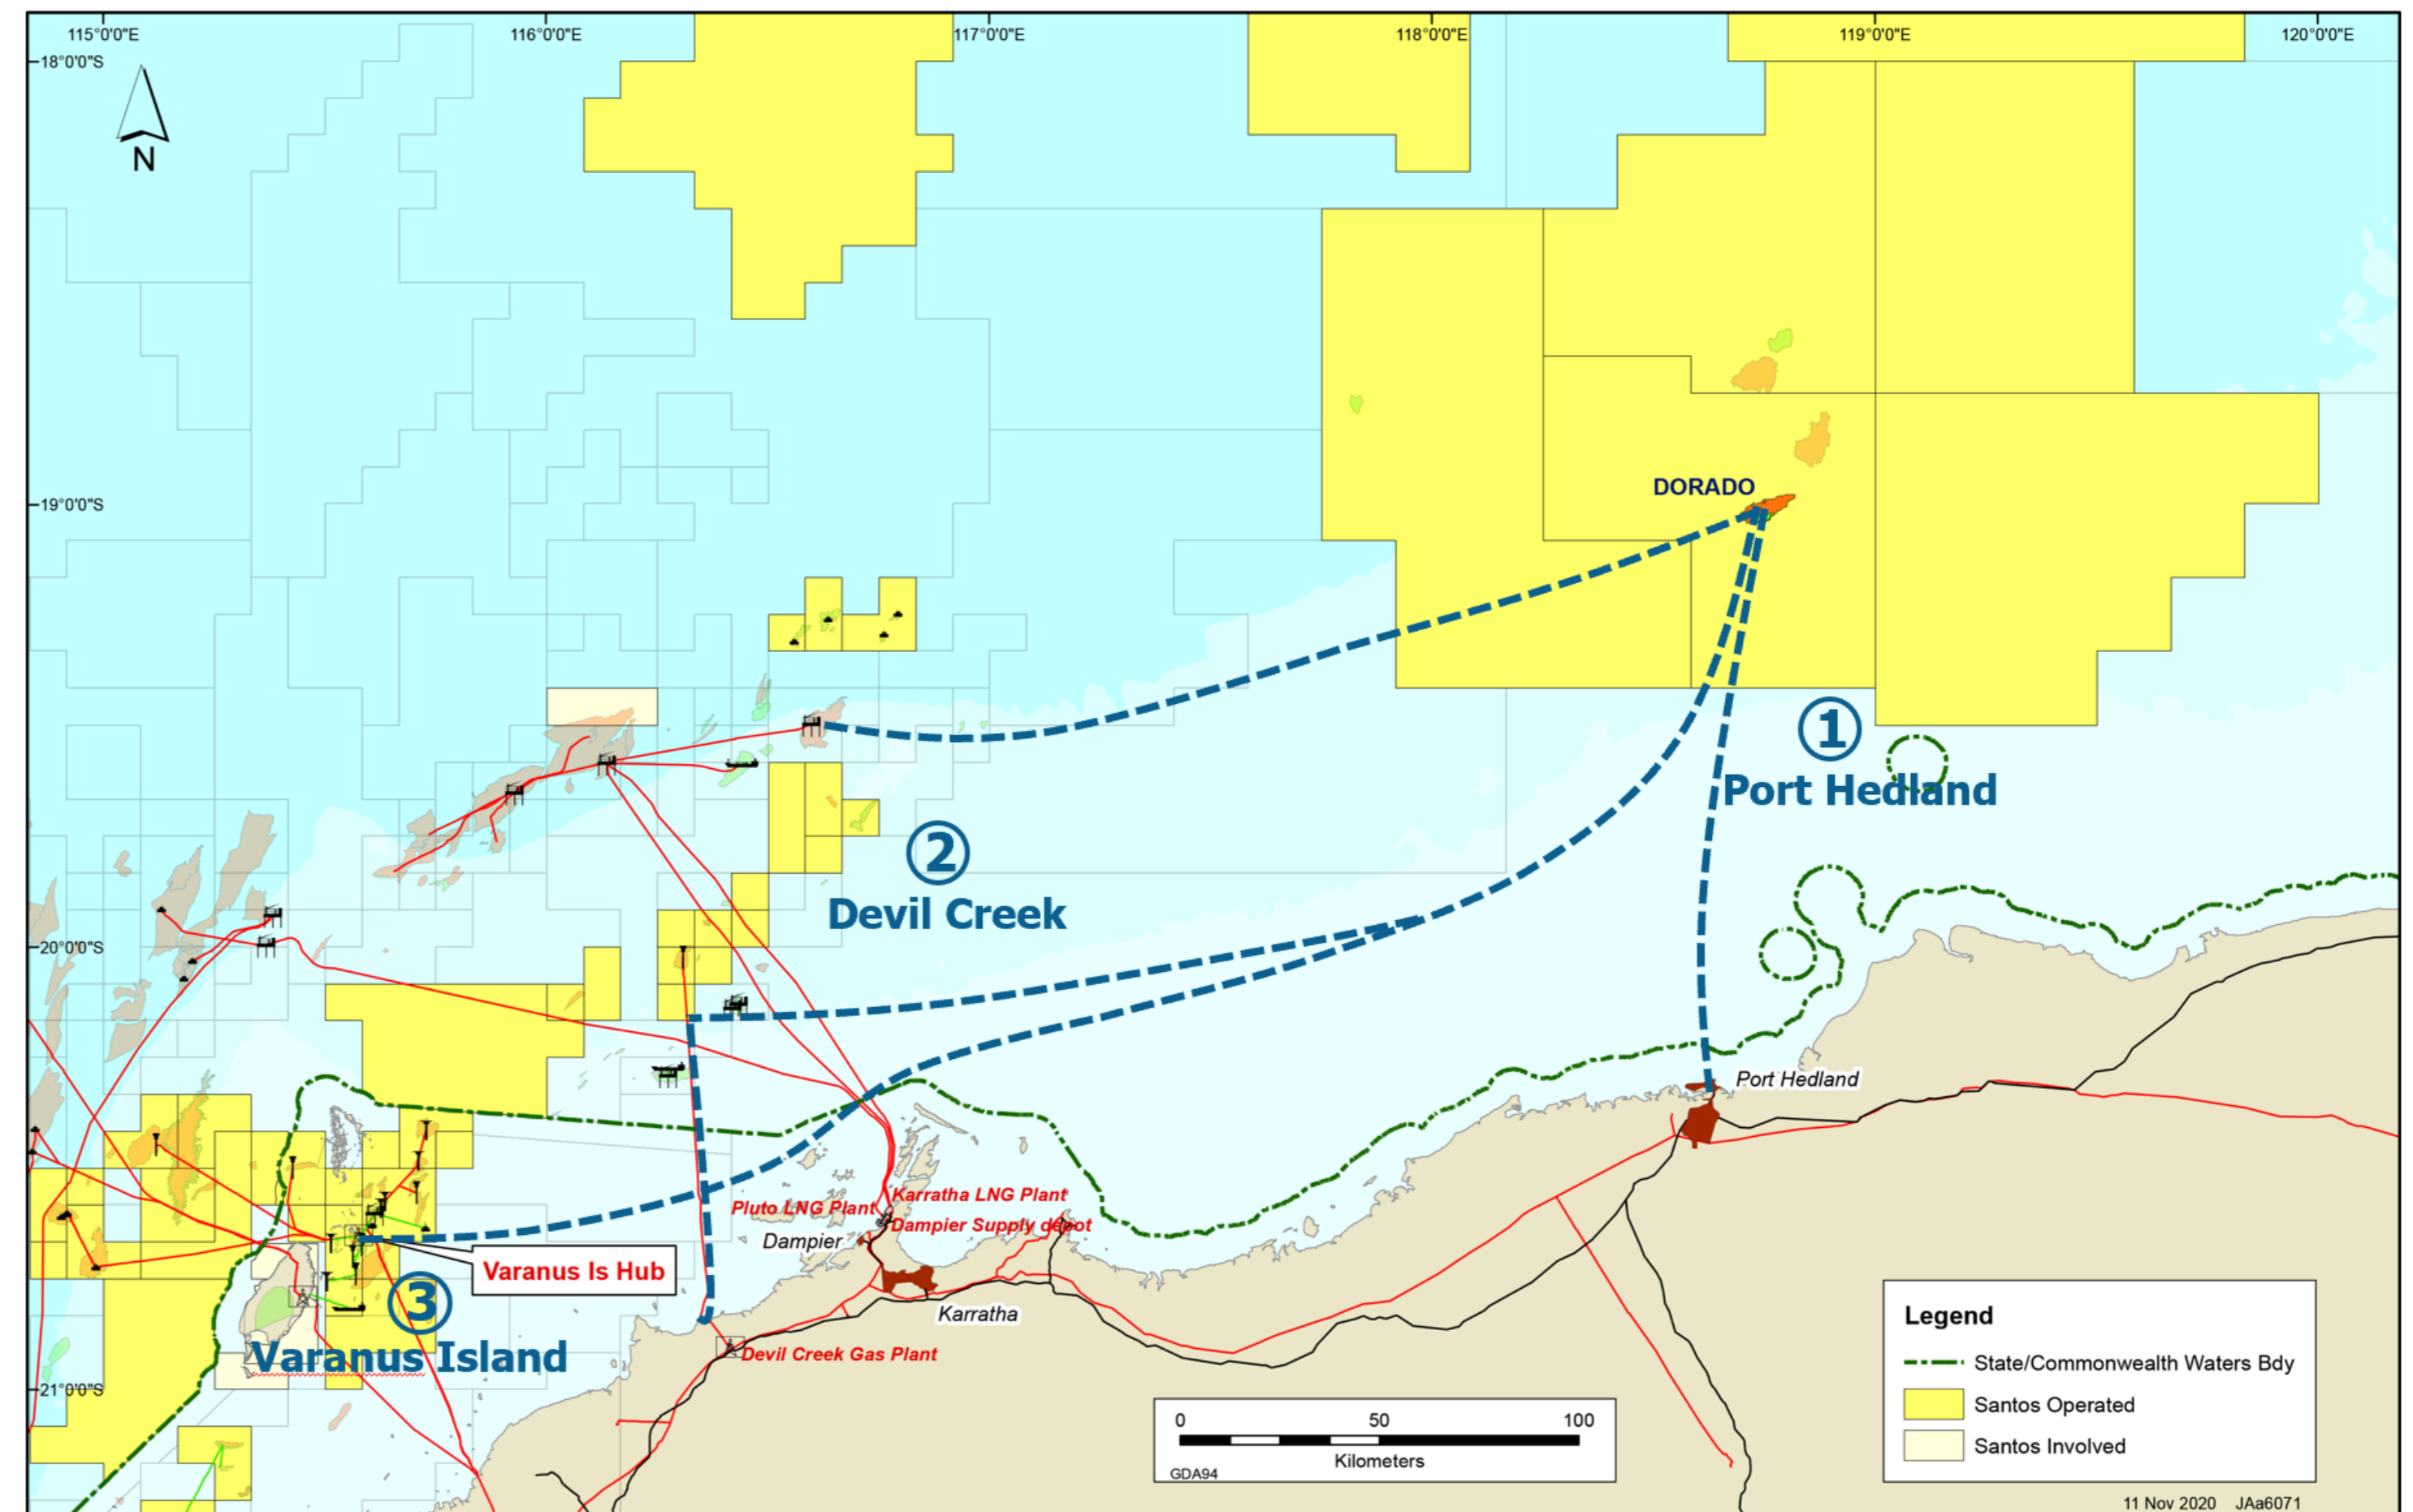 115°0'0"E
116°0'0"E
117°0'0"E
118°0'0"E
119°0'0"E
120°0'0"E
18°0'0"S
N
19°0'0"S
DORADO
1
Port Hedland
2
Devil Creek
20°0'0"S
Port Hedland
Karratha LNG Plant
Pluto LNG Plant
Dampier Supply depot
Dampier
Varanus Is Hub
3
Karratha
Varanus Island
Devil Creek Gas Plant
21°0'0"S
Legend
State/Commonwealth Waters Bdy
Santos Operated
Santos Involved
0 50 100
Kilometers
GDA94
11 Nov 2020 JAa6071